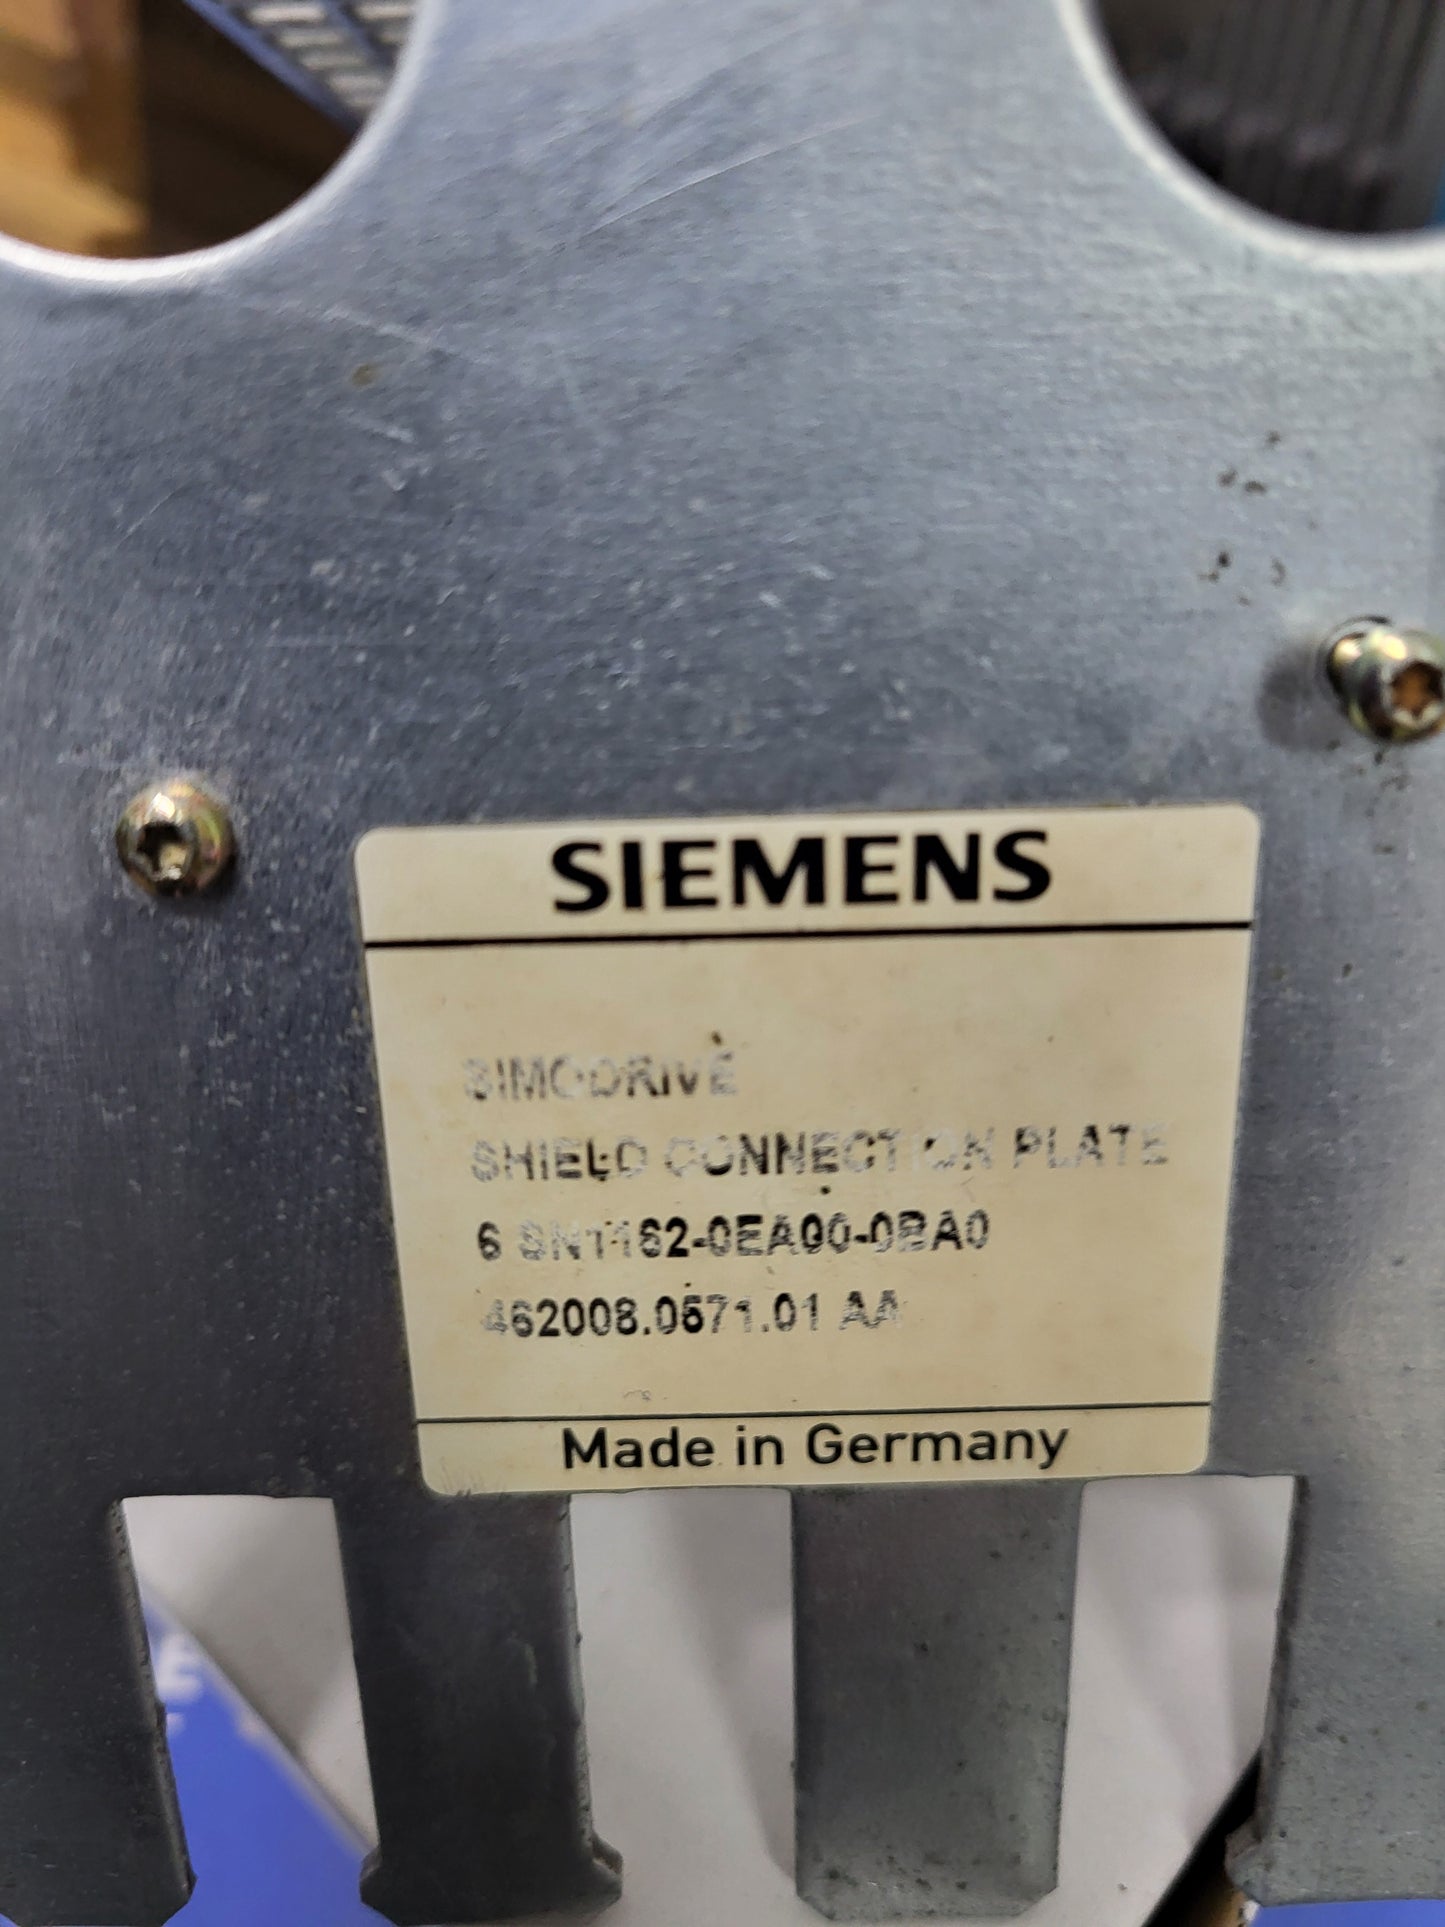 SIEMENS
SIMODRIVE
SHIELD CONNECTION PLATE
6 SN1162-0EA00-0BA0
462008.0571.01 AA
Made in Germany